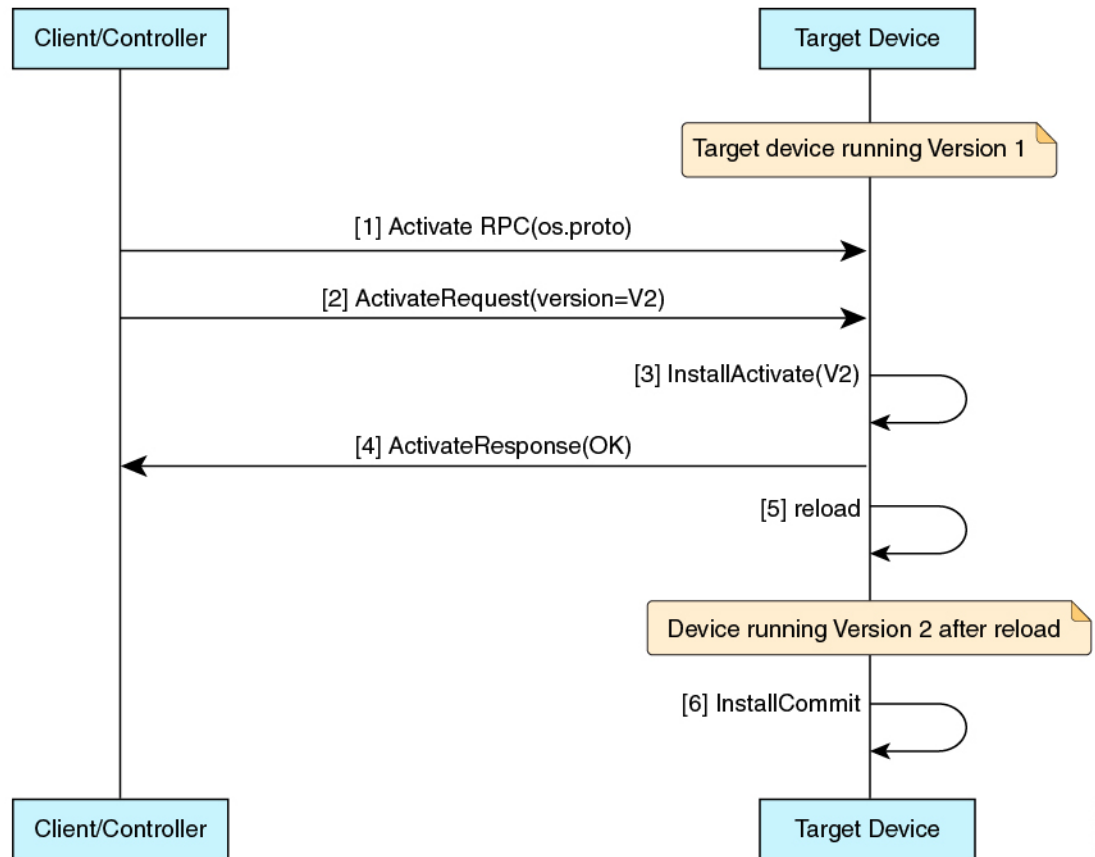 Client/Controller
Target Device
Target device running Version 1
[1] Activate RPC(os.proto)
[2] ActivateRequest(version=V2)
[3] InstallActivate(V2)
[4] ActivateResponse(OK)
[5] reload
Device running Version 2 after reload
[6] InstallCommit
Client/Controller
Target Device